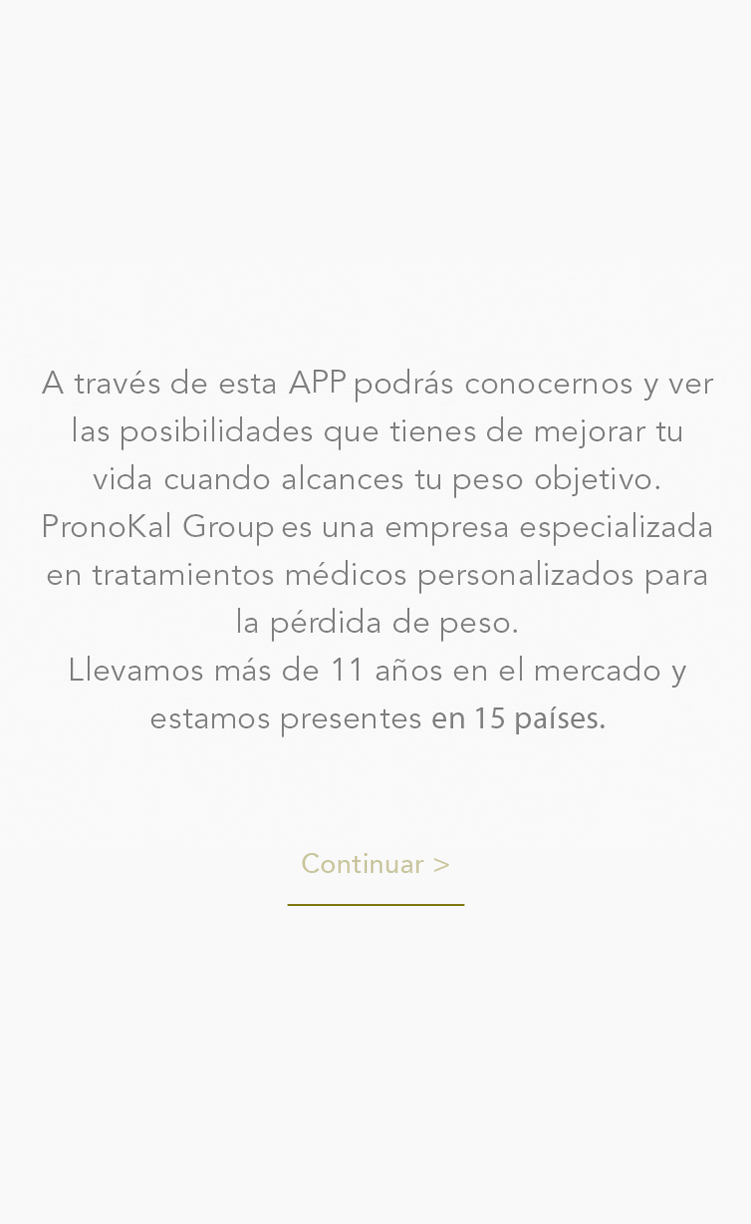 A través de esta APP podrás conocernos y ver
las posibilidades que tienes de mejorar tu
vida cuando alcances tu peso objetivo.
PronoKal Group es una empresa especializada
en tratamientos médicos personalizados para
la pérdida de peso.
Llevamos más de 11 años en el mercado y
estamos presentes en 15 países.
Continuar >